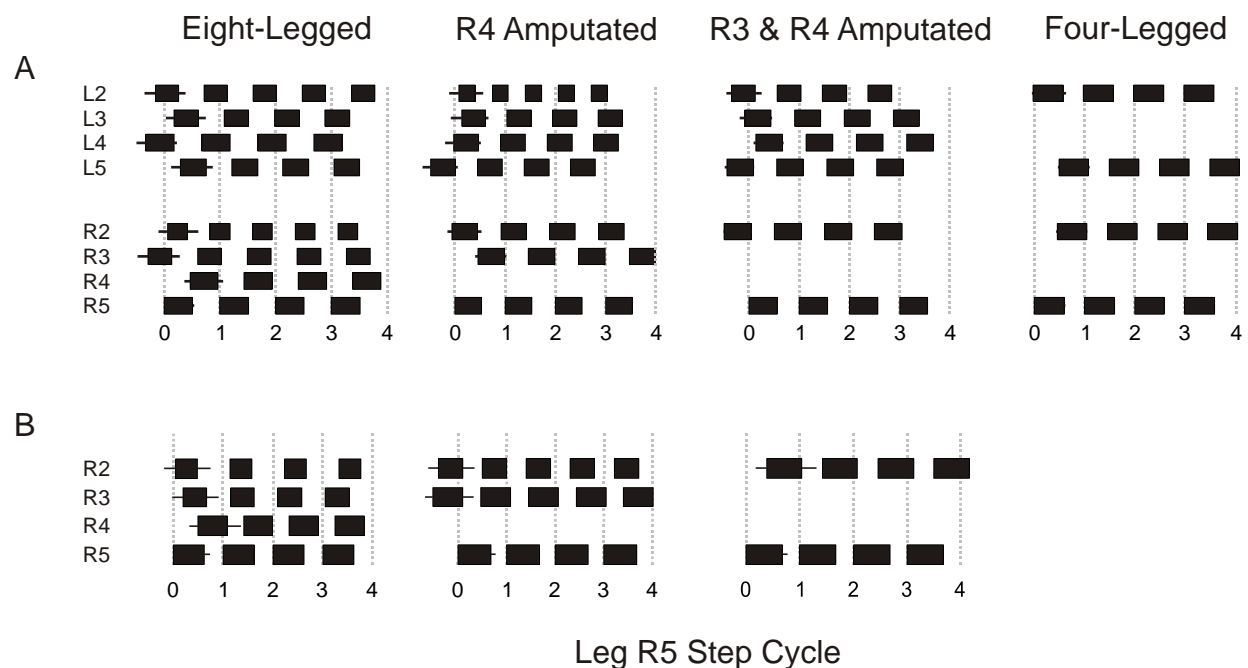 Eight-Legged R4 Amputated R3 & R4 Amputated Four-Legged
A
L2
L3
L4
L5
R2
R3
R4
R5
0 1 2 3 4 0 1 2 3 4 0 1 2 3 4 0 1 2 3 4
B
R2
R3
R4
R5
0 1 2 3 4 0 1 2 3 4 0 1 2 3 4
Leg R5 Step Cycle